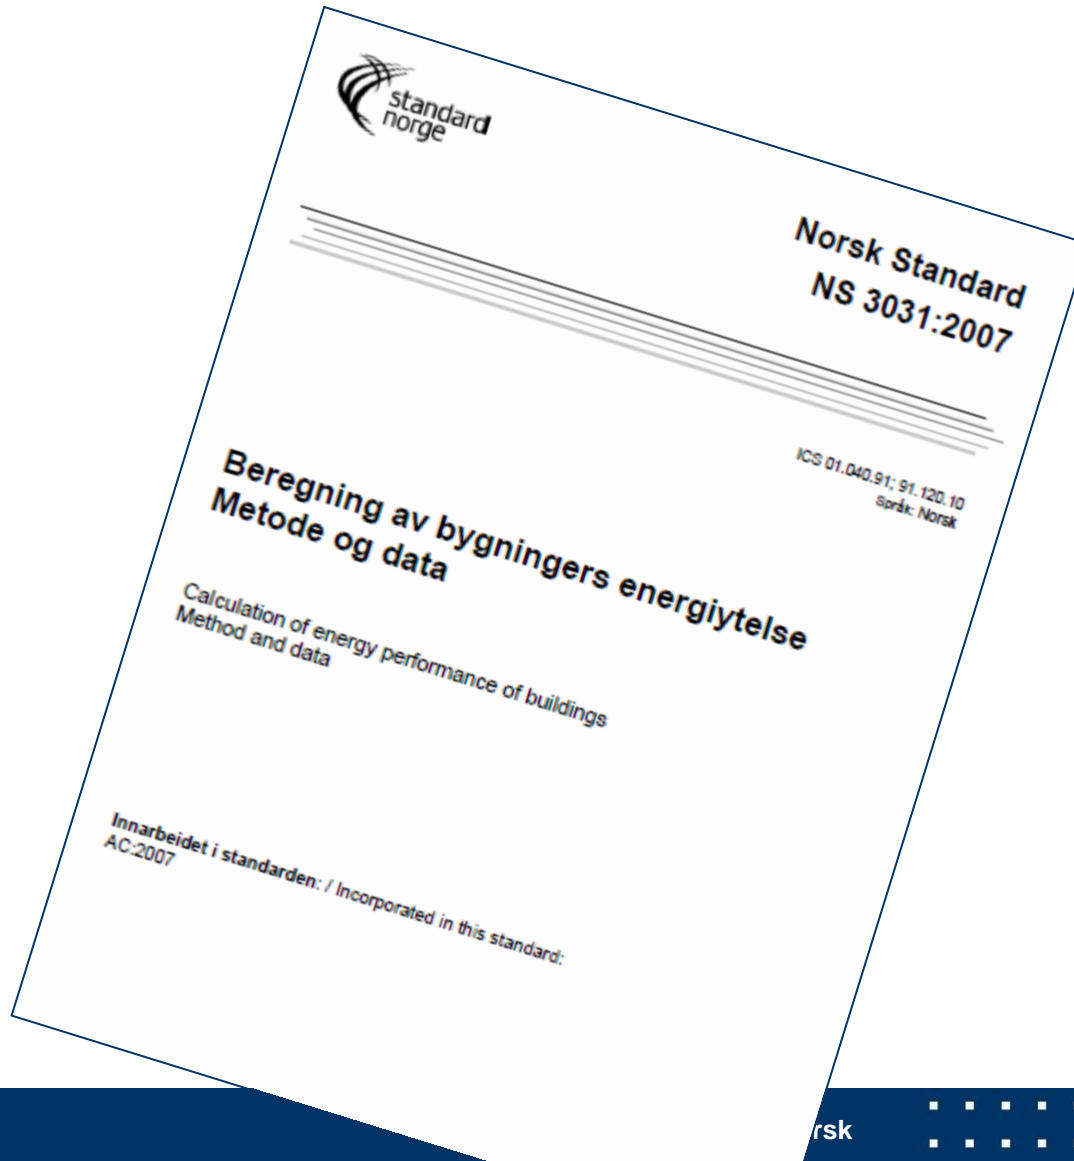 standard
norge
Norsk Standard
NS 3031:2007
ICS 01.040.91; 91.120.10
Språk: Norsk
Beregning av bygningers energiytelse
Metode og data
Calculation of energy performance of buildings
Method and data
Innarbeidet i standarden: / Incorporated in this standard:
AC:2007
rsk